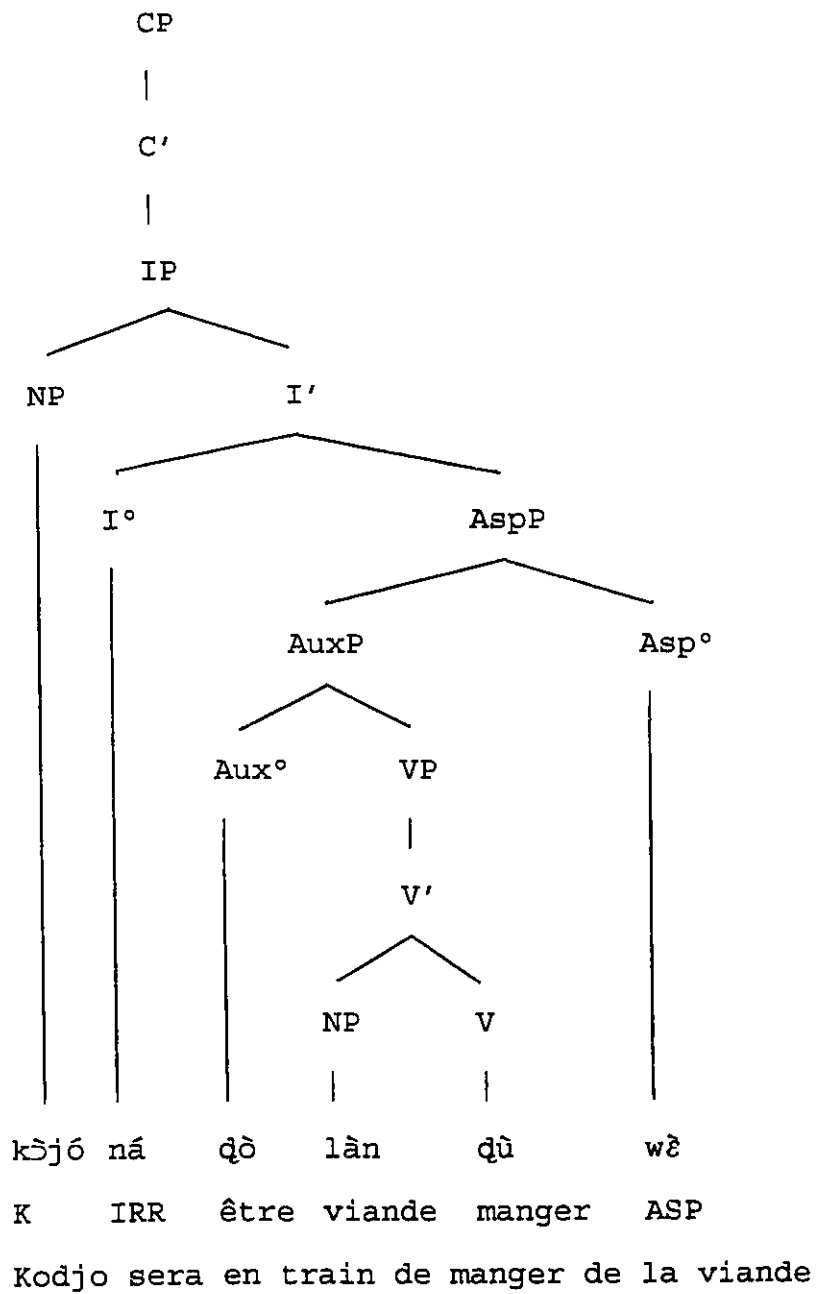 CP
C'
IP
NP I'
I° AspP
AuxP Asp°
Aux° VP
V'
NP V
kɔ̀jó ná ɖò làn ɖù wɛ̀
K IRR être viande manger ASP
Kodjo sera en train de manger de la viande